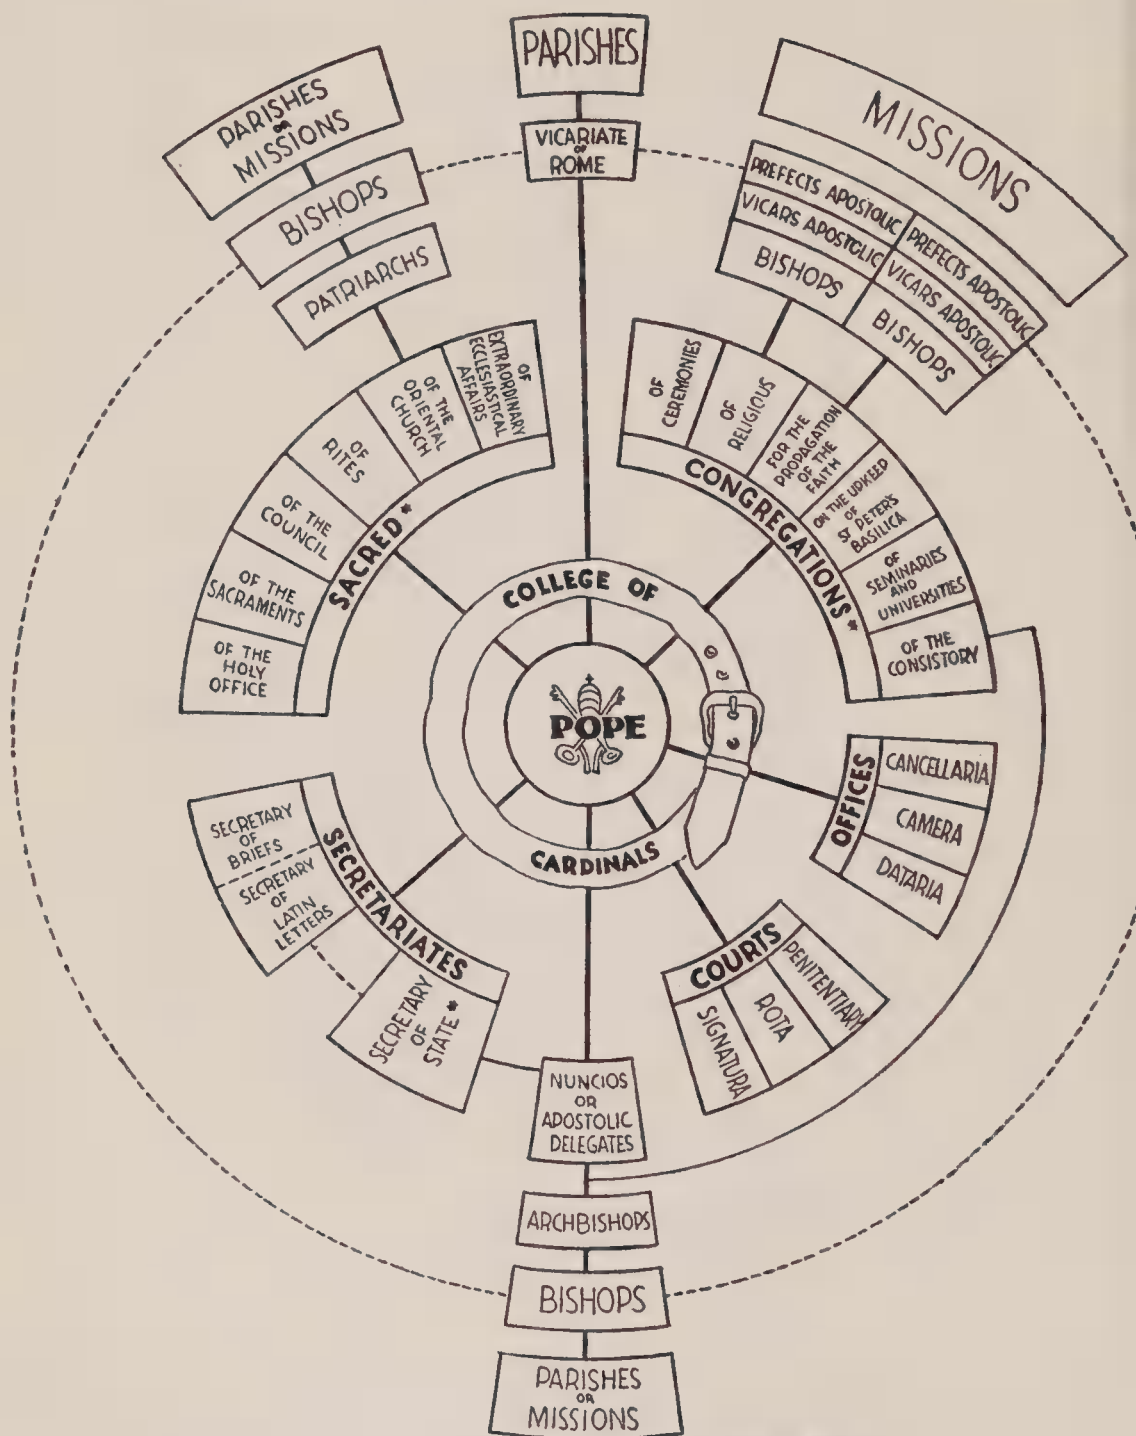 PARISHES
VICARIATE
OF
ROME
PARISHES
OR
MISSIONS
BISHOPS
PATRIARCHS
MISSIONS
PREFECTS APOSTOLIC
VICARS APOSTOLIC
BISHOPS
PREFECTS APOSTOLIC
VICARS APOSTOLIC
BISHOPS
SACRED*
OF THE
HOLY
OFFICE
OF THE
SACRAMENTS
OF THE
COUNCIL
OF
RITES
OF THE
ORIENTAL
CHURCH
OF
EXTRAORDINARY
ECCLESIASTICAL
AFFAIRS
CONGREGATIONS*
OF
CEREMONIES
OF
RELIGIOUS
FOR THE
PROPAGATION
OF THE
FAITH
ON THE UPKEEP
OF
ST PETER'S
BASILICA
OF
SEMINARIES
AND
UNIVERSITIES
OF THE
CONSISTORY
COLLEGE OF
CARDINALS
POPE
OFFICES
CANCELLARIA
CAMERA
DATARIA
COURTS
PENITENTIARY
ROTA
SIGNATURA
SECRETARIATES
SECRETARY
OF
BRIEFS
SECRETARY
OF
LATIN
LETTERS
SECRETARY
OF
STATE*
NUNCIOS
OR
APOSTOLIC
DELEGATES
ARCHBISHOPS
BISHOPS
PARISHES
OR
MISSIONS